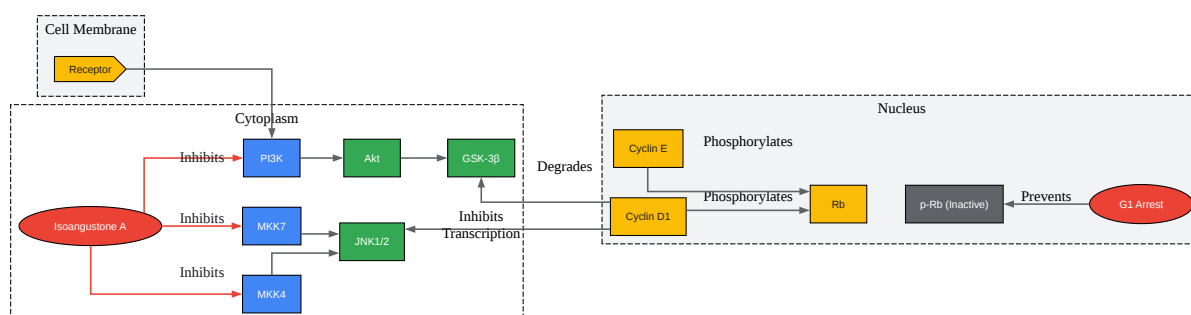 Cell Membrane
Receptor
Cytoplasm
Nucleus
Inhibits
PI3K
Akt
GSK-3β
Degrades
Cyclin E
Phosphorylates
Isoangustone A
Inhibits
MKK7
JNK1/2
Inhibits
Transcription
Cyclin D1
Phosphorylates
Rb
p-Rb (Inactive)
Prevents
G1 Arrest
Inhibits
MKK4